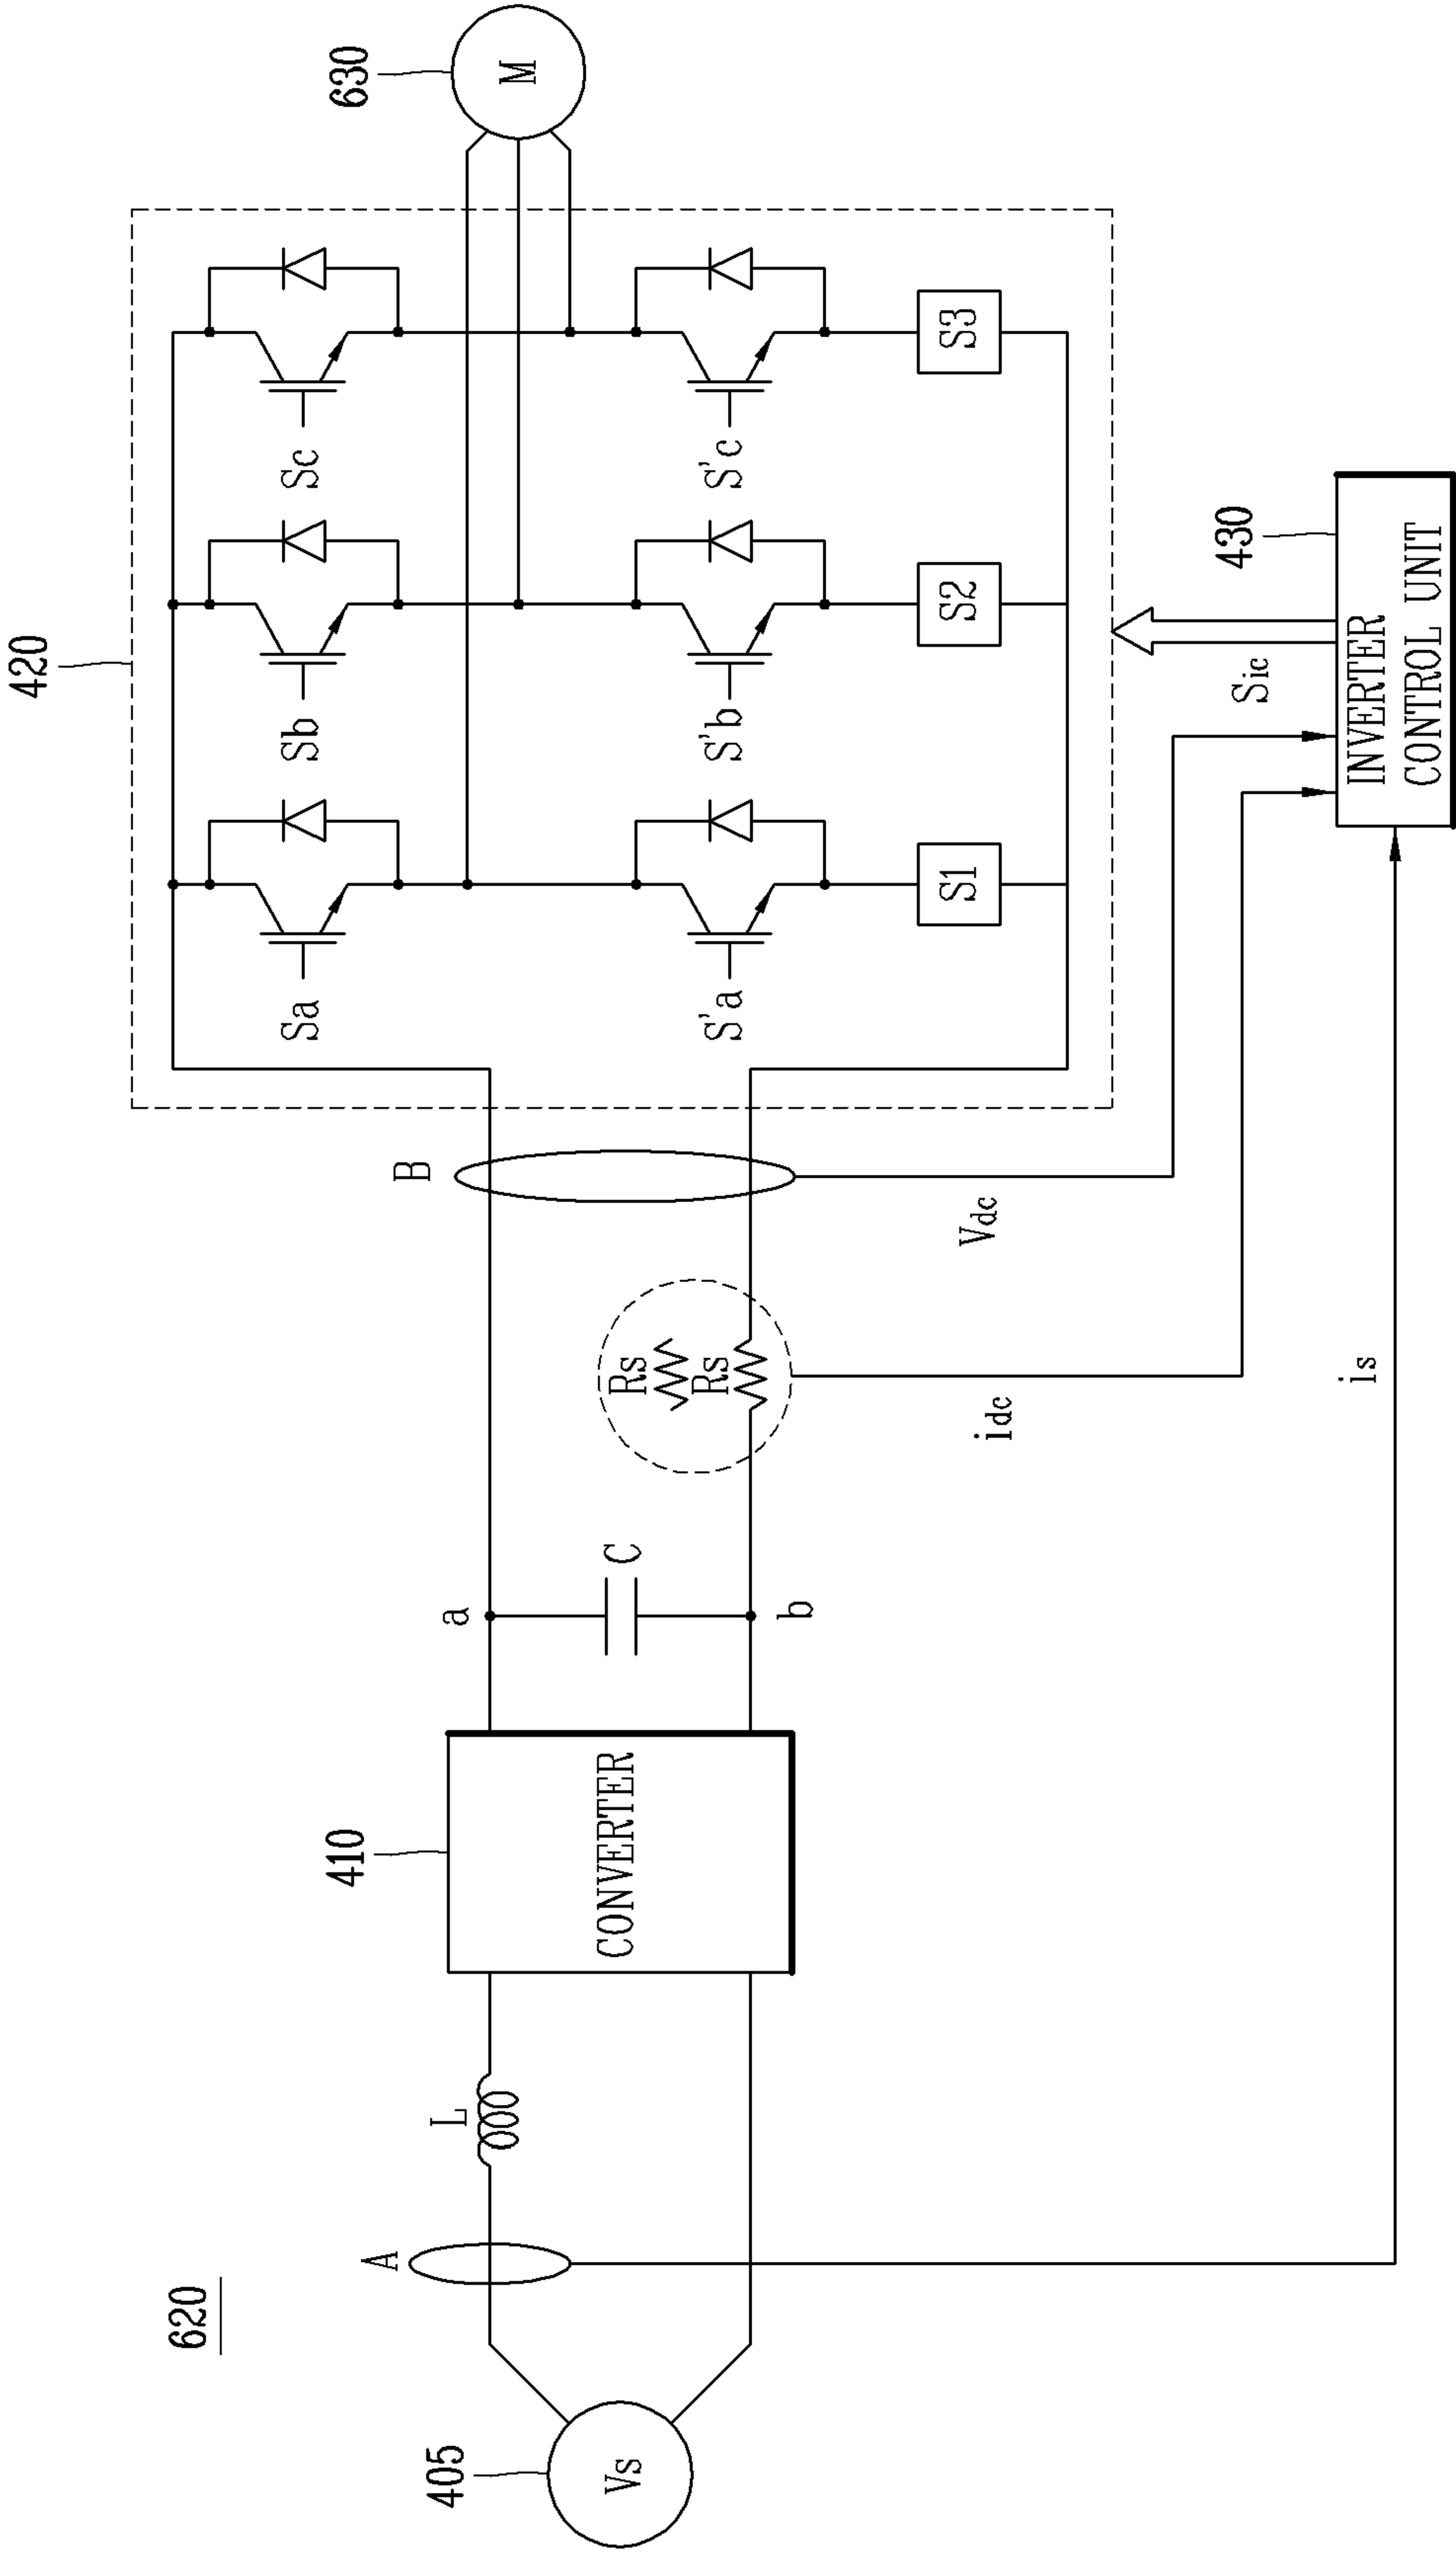 620
405
Vs
A
L
410
CONVERTER
a
C
b
Rs
Rs
idc
B
Vdc
is
420
Sa
Sb
Sc
S'a
S'b
S'c
S1
S2
S3
630
M
Sic
430
INVERTER
CONTROL UNIT